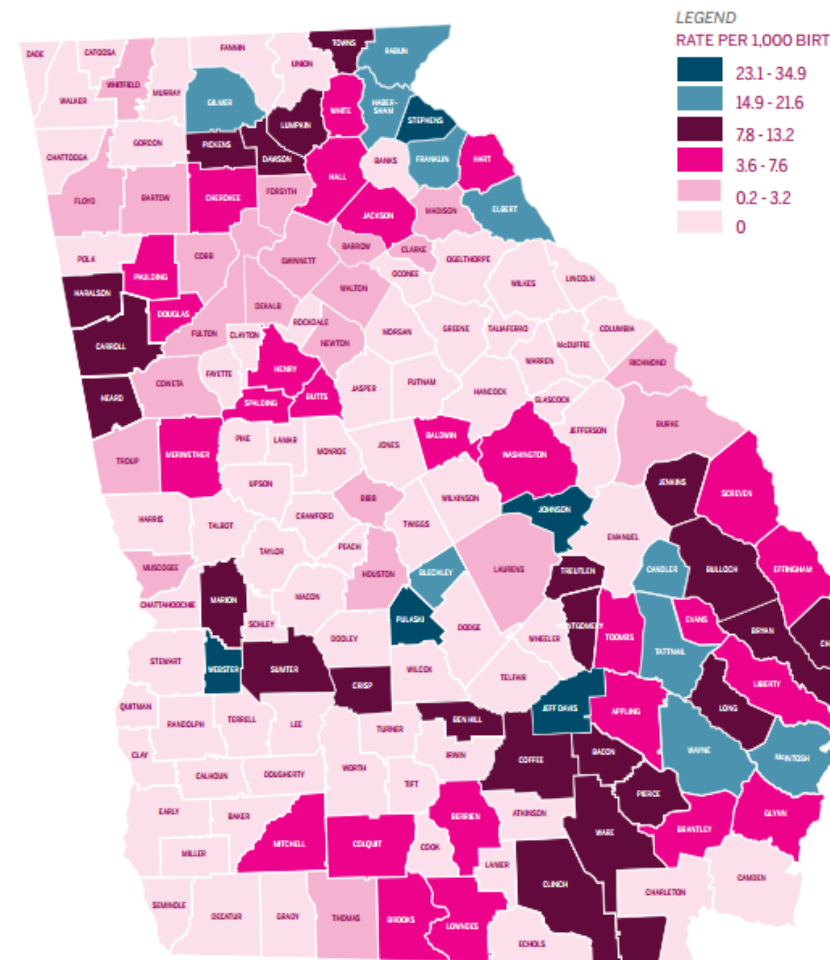 LEGEND
RATE PER 1,000 BIRT
23.1 - 34.9
14.9 - 21.6
7.8 - 13.2
3.6 - 7.6
0.2 - 3.2
0
DADE
CATOOSA
FANNIN
TOWNS
RABUN
UNION
WHITFIELD
MURRAY
WALKER
GILMER
WHITE
HABER-
SHAM
STEPHENS
LUMPKIN
GORDON
PICKENS
DAWSON
CHATTOOGA
BANKS
FRANKLIN
HART
HALL
FLOYD
BARTOW
CHEROKEE
FORSYTH
JACKSON
MADISON
ELBERT
POLK
COBB
GWINNETT
BARROW
CLARKE
OGELTHORPE
OCONEE
PAULDING
WALTON
WILKES
LINCOLN
HARALSON
DOUGLAS
DEKALB
ROCKDALE
CARROLL
FULTON
CLAYTON
NEWTON
MORGAN
GREENE
TALIAFERRO
McDUFFIE
COLUMBIA
WARREN
RICHMOND
HEARD
COWETA
FAYETTE
HENRY
SPALDING
BUTTS
JASPER
PUTNAM
HANCOCK
GLASCOCK
TROUP
MERIWETHER
PIKE
LAMAR
MONROE
JONES
BALDWIN
WASHINGTON
JEFFERSON
BURKE
UPSON
BIBB
WILKINSON
JENKINS
SCREVEN
HARRIS
TALBOT
CRAWFORD
TWIGGS
JOHNSON
EMANUEL
TAYLOR
PEACH
MUSCOGEE
HOUSTON
BLECHLEY
LAURENS
TREUTLEN
CANDLER
BULLOCH
EFFINGHAM
CHATTAHOOCHIE
MARION
MACON
SCHLEY
PULASKI
DODGE
WHEELER
NTGOMERY
TOOMBS
EVANS
BRYAN
CH
STEWART
WEBSTER
SUMTER
DOOLEY
WILCOX
TELFAIR
TATTNALL
LIBERTY
CRISP
QUITMAN
RANDOLPH
TERRELL
LEE
TURNER
BEN HILL
JEFF DAVIS
APPLING
LONG
CLAY
CALHOUN
DOUGHERTY
WORTH
IRWIN
TIFT
COFFEE
BACON
WAYNE
McINTOSH
EARLY
BAKER
MITCHELL
COLQUIT
BERRIEN
ATKINSON
PIERCE
WARE
BRANTLEY
GLYNN
MILLER
COOK
LANIER
CLINCH
CHARLETON
CAMDEN
SEMINOLE
DECATUR
GRADY
THOMAS
BROOKS
LOWNDES
ECHOLS